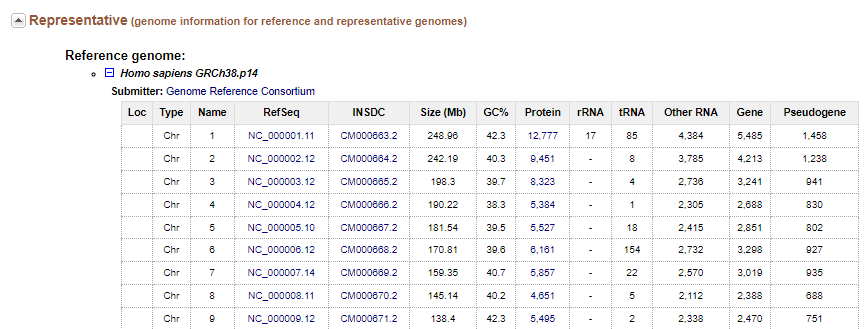 Representative (genome information for reference and representative genomes)
Reference genome:
Homo sapiens GRCh38.p14
Submitter: Genome Reference Consortium
Loc Type Name RefSeq INSDC Size (Mb) GC% Protein rRNA tRNA Other RNA Gene Pseudogene
Chr 1 NC_000001.11 CM000663.2 248.96 42.3 12,777 17 85 4,384 5,485 1,458
Chr 2 NC_000002.12 CM000664.2 242.19 40.3 9,451 - 8 3,785 4,213 1,238
Chr 3 NC_000003.12 CM000665.2 198.3 39.7 8,323 - 4 2,736 3,241 941
Chr 4 NC_000004.12 CM000666.2 190.22 38.3 5,384 - 1 2,305 2,688 830
Chr 5 NC_000005.10 CM000667.2 181.54 39.5 5,527 - 18 2,415 2,851 802
Chr 6 NC_000006.12 CM000668.2 170.81 39.6 6,161 - 154 2,732 3,298 927
Chr 7 NC_000007.14 CM000669.2 159.35 40.7 5,857 - 22 2,570 3,019 935
Chr 8 NC_000008.11 CM000670.2 145.14 40.2 4,651 - 5 2,112 2,388 688
Chr 9 NC_000009.12 CM000671.2 138.4 42.3 5,495 - 2 2,338 2,470 751